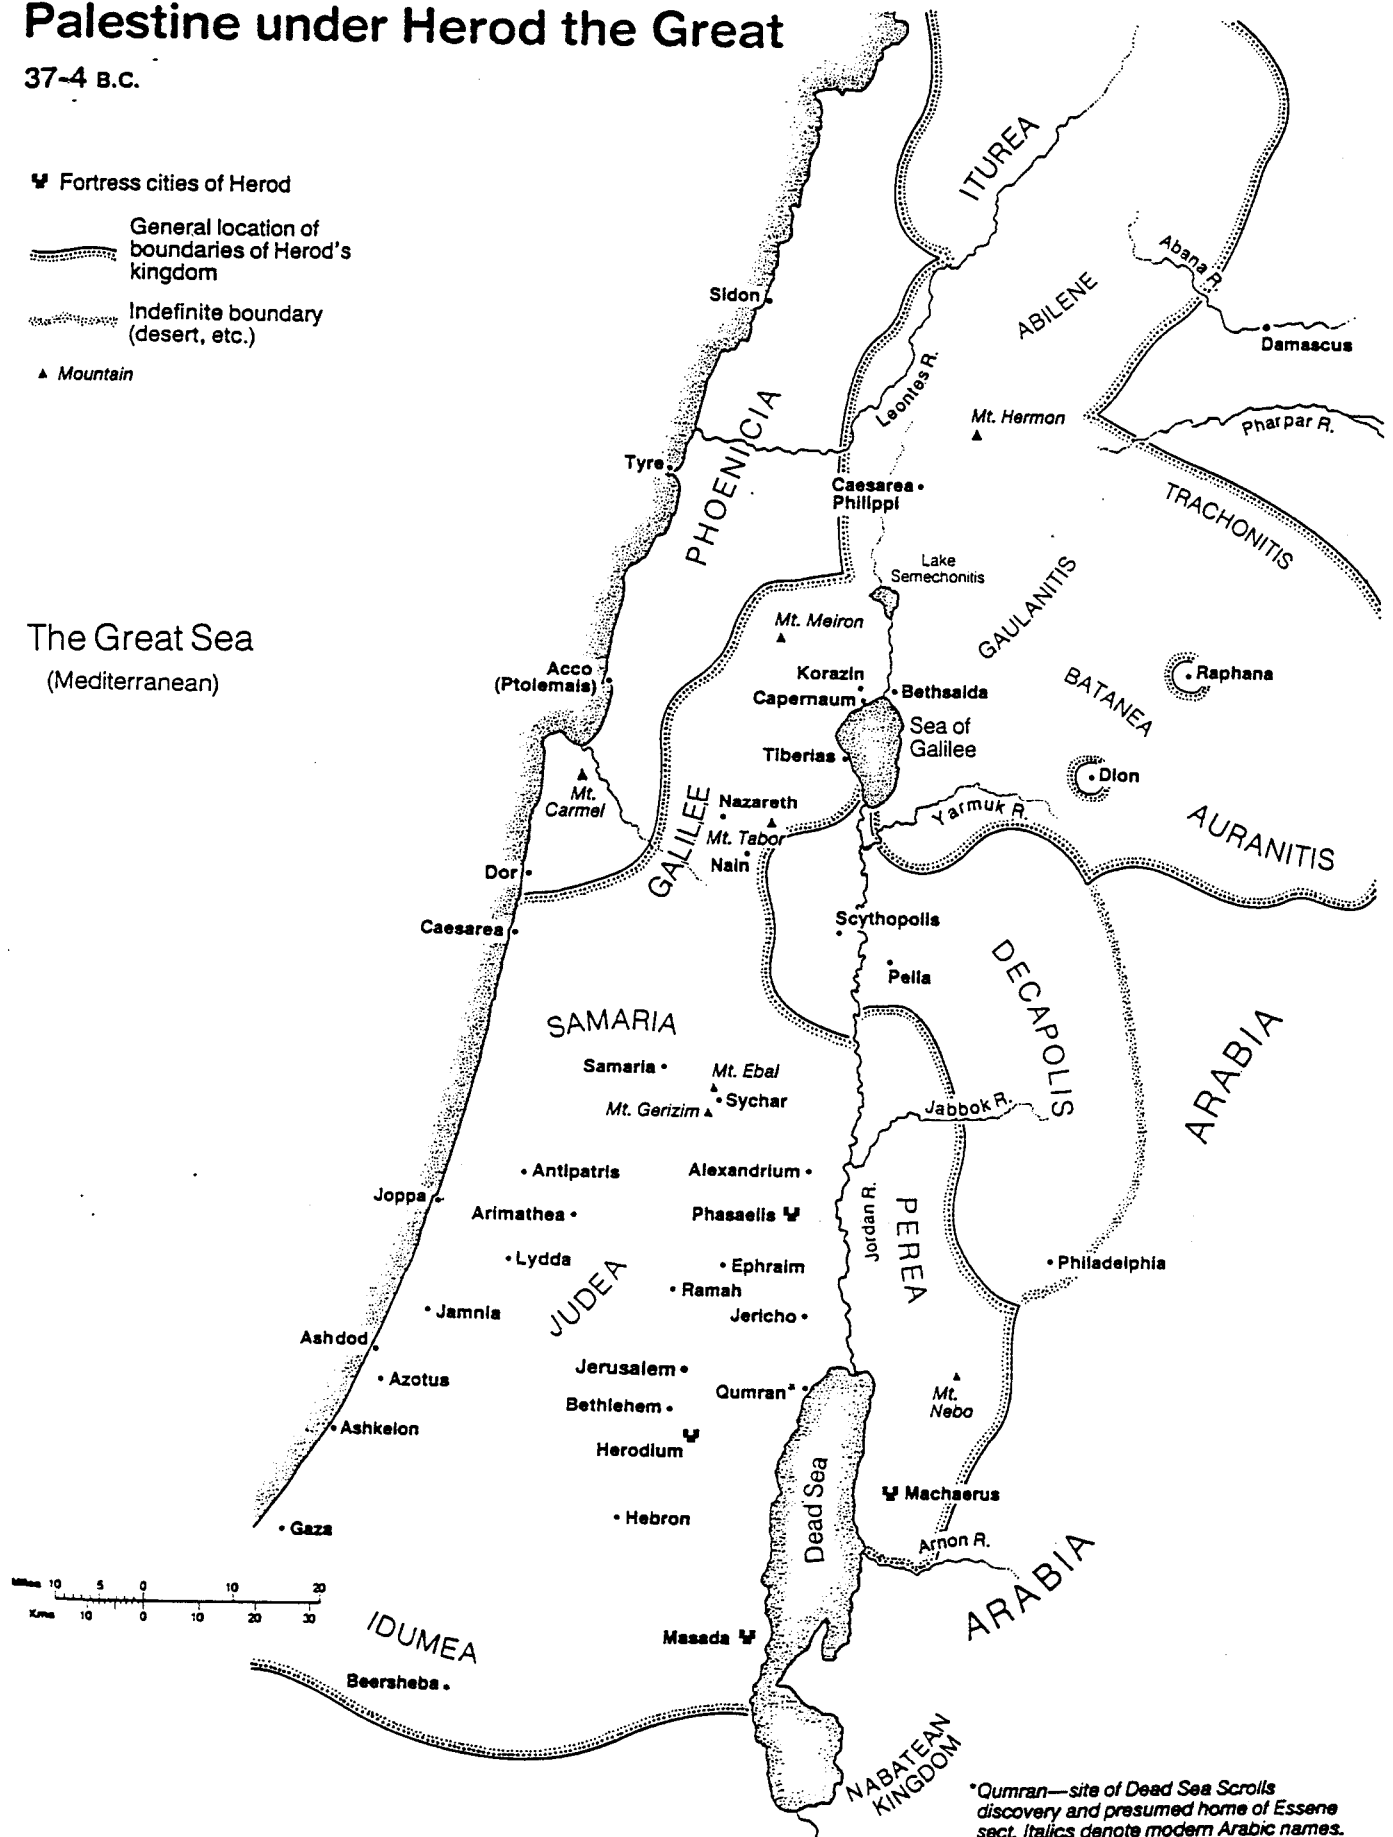 Palestine under Herod the Great
37-4 B.C.
Fortress cities of Herod
General location of
boundaries of Herod's
kingdom
Indefinite boundary
(desert, etc.)
Mountain
ITUREA
Abana R.
Sidon
ABILENE
Damascus
Leontes R.
Mt. Hermon
Pharpar R.
PHOENICIA
Tyre
Caesarea
Philippi
TRACHONITIS
Lake
Semechonitis
GAULANITIS
The Great Sea
(Mediterranean)
Mt. Meiron
Acco
(Ptolemais)
Korazin
Capernaum
Bethsaida
BATANEA
Raphana
Sea of
Galilee
Tiberias
Dion
Mt.
Carmel
GALILEE
Nazareth
Mt. Tabor
Nain
Yarmuk R.
AURANITIS
Dor
Caesarea
Scythopolis
Pella
DECAPOLIS
SAMARIA
ARABIA
Samaria
Mt. Ebal
Sychar
Mt. Gerizim
Jabbok R.
Antipatris
Alexandrium
Joppa
Arimathea
Phasaelis
Jordan R.
PEREA
Lydda
Ephraim
Philadelphia
Ramah
JUDEA
Jamnia
Jericho
Ashdod
Jerusalem
Azotus
Qumran*
Mt.
Nebo
Bethlehem
Ashkelon
Herodium
Dead Sea
Machaerus
Hebron
Gaza
Arnon R.
ARABIA
Miles 10 5 0 10 20
Kms 10 0 10 20 30
IDUMEA
Masada
Beersheba
NABATEAN
KINGDOM
*Qumran—site of Dead Sea Scrolls
discovery and presumed home of Essene
sect. Italics denote modern Arabic names.